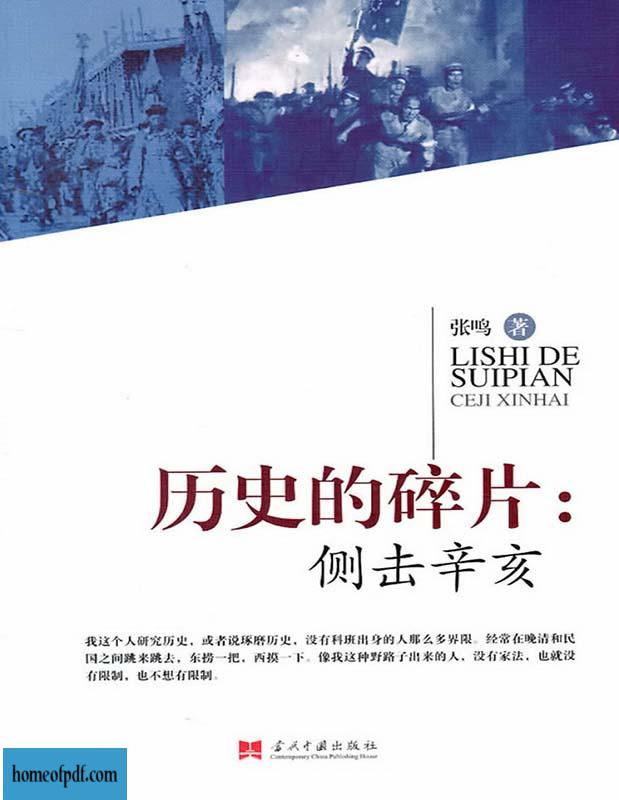 张鸣 著
LISHI DE
SUIPIAN
CEJI XINHAI
历史的碎片：
侧击辛亥
我这个人研究历史，或者说琢磨历史，没有科班出身的人那么多界限。经常在晚清和民
国之间跳来跳去，东捞一把，西摸一下。像我这种野路子出来的人，没有家法，也就没
有限制，也不想有限制。
当代中国出版社
Contemporary China Publishing House
homeofpdf.com